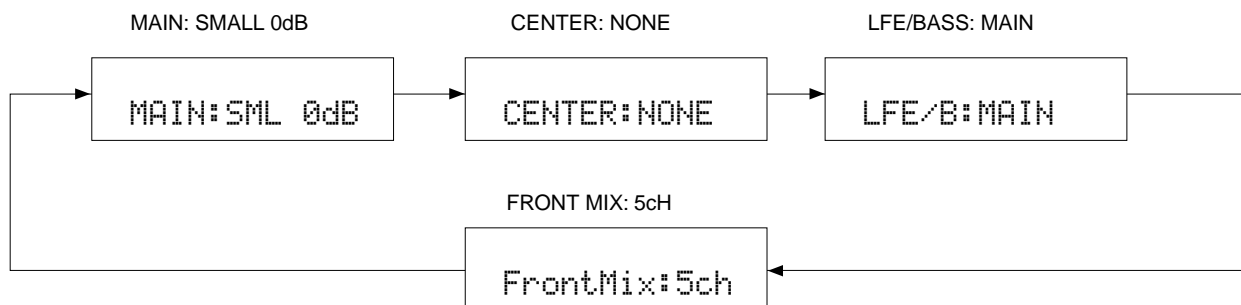 MAIN: SMALL 0dB
CENTER: NONE
LFE/BASS: MAIN
MAIN:SML 0dB
CENTER:NONE
LFE/B:MAIN
FRONT MIX: 5cH
FrontMix:5ch